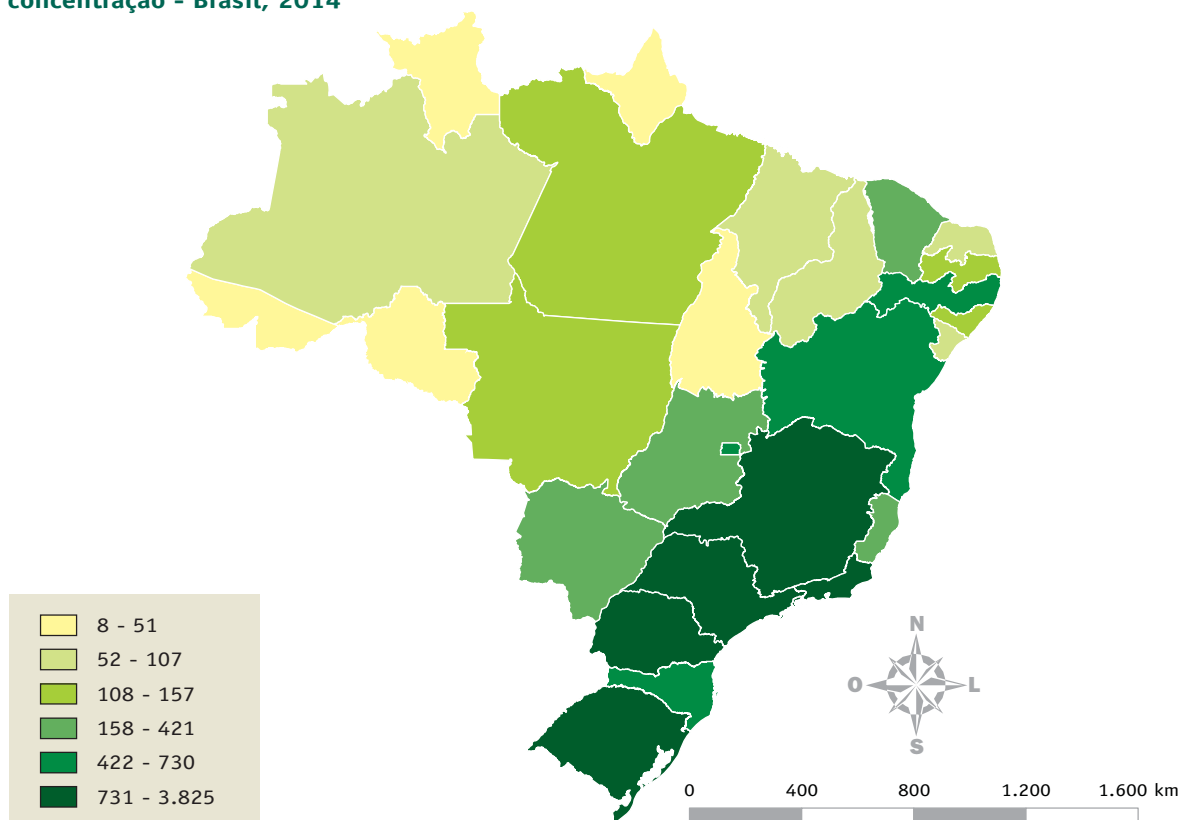 concentração - Brasil, 2014
8 - 51
52 - 107
108 - 157
158 - 421
422 - 730
731 - 3.825
N
O
L
S
0 400 800 1.200 1.600 km